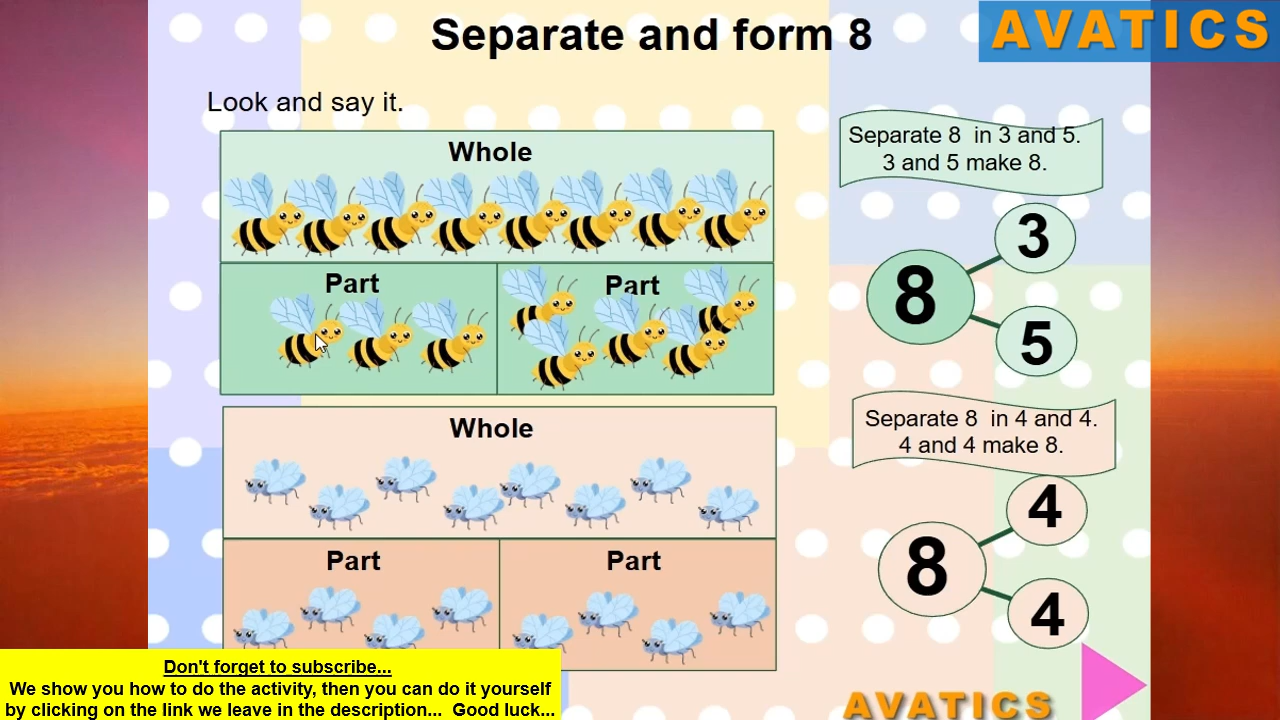 Separate and form 8
AVATICS
Look and say it.
Whole
Part
Part
Separate 8 in 3 and 5.
3 and 5 make 8.
8
3
5
Whole
Part
Part
Separate 8 in 4 and 4.
4 and 4 make 8.
8
4
4
Don't forget to subscribe...
We show you how to do the activity, then you can do it yourself
by clicking on the link we leave in the description... Good luck...
AVATICS